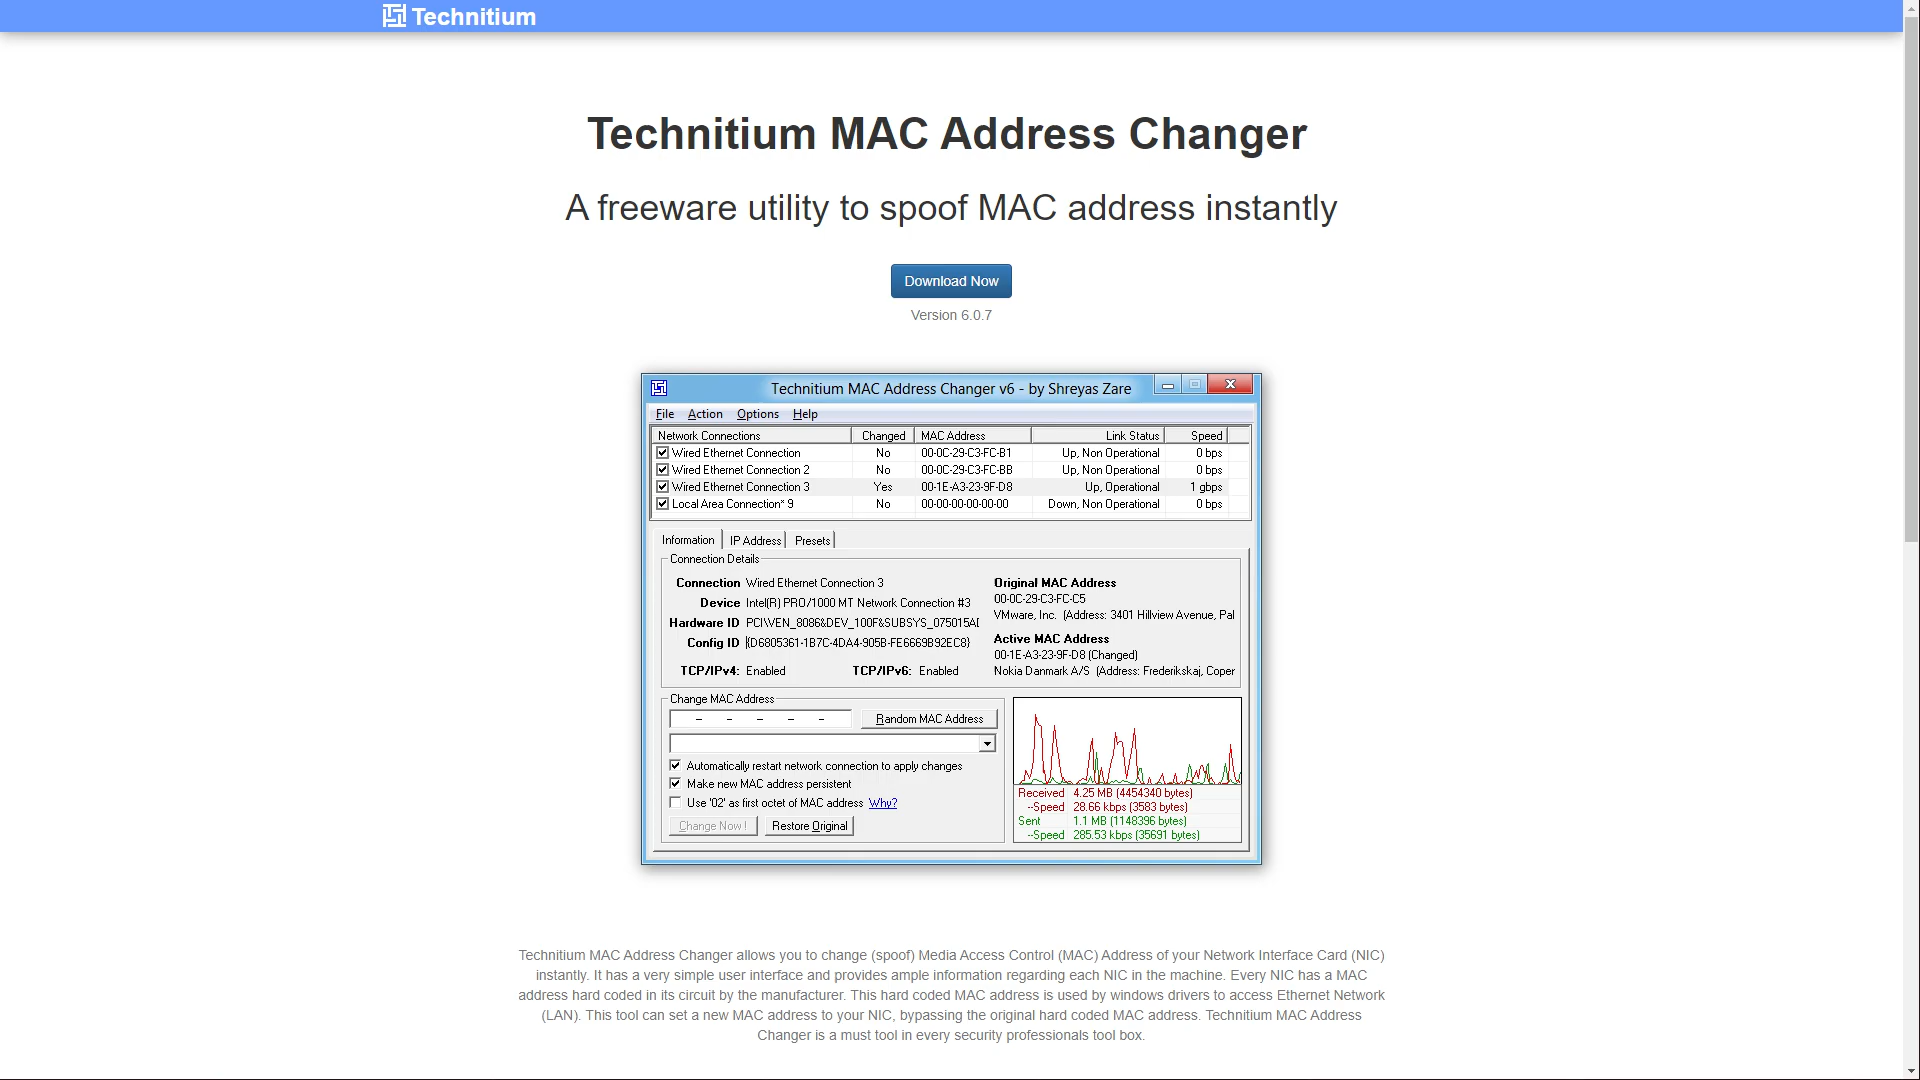 Technitium
Technitium MAC Address Changer
A freeware utility to spoof MAC address instantly
Download Now
Version 6.0.7
Technitium MAC Address Changer v6 - by Shreyas Zare
File Action Options Help
Network Connections Changed MAC Address Link Status Speed
Wired Ethernet Connection No 00-0C-29-C3-FC-B1 Up, Non Operational 0 bps
Wired Ethernet Connection 2 No 00-0C-29-C3-FC-BB Up, Non Operational 0 bps
Wired Ethernet Connection 3 Yes 00-1E-A3-23-9F-D8 Up, Operational 1 gbps
Local Area Connection* 9 No 00-00-00-00-00-00 Down, Non Operational 0 bps
Information IP Address Presets
Connection Details
Connection Wired Ethernet Connection 3
Device Intel(R) PRO/1000 MT Network Connection #3
Hardware ID PCI\VEN_8086&DEV_100F&SUBSYS_075015AD
Config ID {D6805361-1B7C-4DA4-905B-FE6669B92EC8}
TCP/IPv4: Enabled TCP/IPv6: Enabled
Original MAC Address
00-0C-29-C3-FC-C5
VMware, Inc. (Address: 3401 Hillview Avenue, Pal
Active MAC Address
00-1E-A3-23-9F-D8 (Changed)
Nokia Danmark A/S (Address: Frederikskaj, Coper
Change MAC Address
- - - - - Random MAC Address
Automatically restart network connection to apply changes
Make new MAC address persistent
Use '02' as first octet of MAC address Why?
Change Now ! Restore Original
Received 4.25 MB (4454340 bytes)
--Speed 28.66 kbps (3583 bytes)
Sent 1.1 MB (1148396 bytes)
--Speed 285.53 kbps (35691 bytes)
Technitium MAC Address Changer allows you to change (spoof) Media Access Control (MAC) Address of your Network Interface Card (NIC)
instantly. It has a very simple user interface and provides ample information regarding each NIC in the machine. Every NIC has a MAC
address hard coded in its circuit by the manufacturer. This hard coded MAC address is used by windows drivers to access Ethernet Network
(LAN). This tool can set a new MAC address to your NIC, bypassing the original hard coded MAC address. Technitium MAC Address
Changer is a must tool in every security professionals tool box.